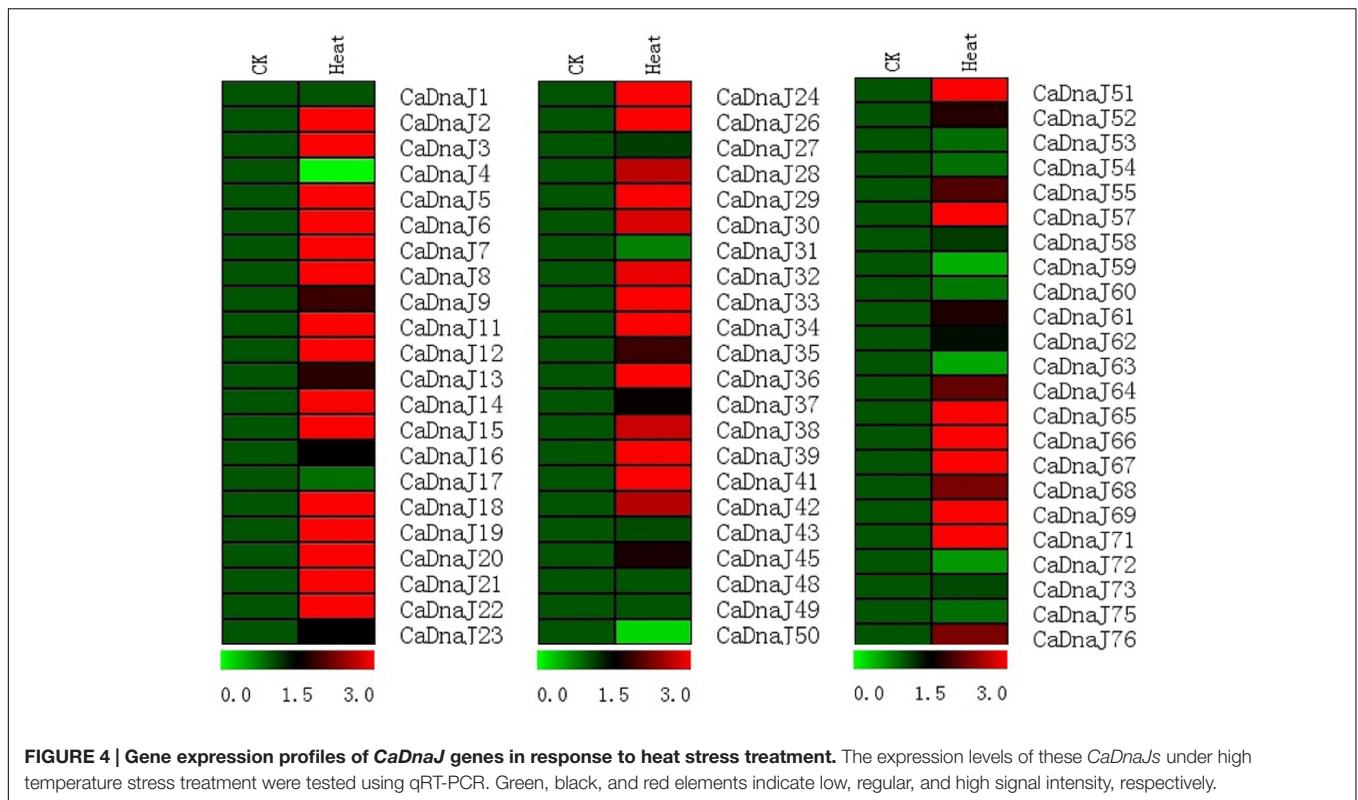 CK Heat
CaDnaJ1
CaDnaJ2
CaDnaJ3
CaDnaJ4
CaDnaJ5
CaDnaJ6
CaDnaJ7
CaDnaJ8
CaDnaJ9
CaDnaJ11
CaDnaJ12
CaDnaJ13
CaDnaJ14
CaDnaJ15
CaDnaJ16
CaDnaJ17
CaDnaJ18
CaDnaJ19
CaDnaJ20
CaDnaJ21
CaDnaJ22
CaDnaJ23
0.0 1.5 3.0
CK Heat
CaDnaJ24
CaDnaJ26
CaDnaJ27
CaDnaJ28
CaDnaJ29
CaDnaJ30
CaDnaJ31
CaDnaJ32
CaDnaJ33
CaDnaJ34
CaDnaJ35
CaDnaJ36
CaDnaJ37
CaDnaJ38
CaDnaJ39
CaDnaJ41
CaDnaJ42
CaDnaJ43
CaDnaJ45
CaDnaJ48
CaDnaJ49
CaDnaJ50
0.0 1.5 3.0
CK Heat
CaDnaJ51
CaDnaJ52
CaDnaJ53
CaDnaJ54
CaDnaJ55
CaDnaJ57
CaDnaJ58
CaDnaJ59
CaDnaJ60
CaDnaJ61
CaDnaJ62
CaDnaJ63
CaDnaJ64
CaDnaJ65
CaDnaJ66
CaDnaJ67
CaDnaJ68
CaDnaJ69
CaDnaJ71
CaDnaJ72
CaDnaJ73
CaDnaJ75
CaDnaJ76
0.0 1.5 3.0
FIGURE 4 | Gene expression profiles of CaDnaJ genes in response to heat stress treatment. The expression levels of these CaDnaJs under high
temperature stress treatment were tested using qRT-PCR. Green, black, and red elements indicate low, regular, and high signal intensity, respectively.